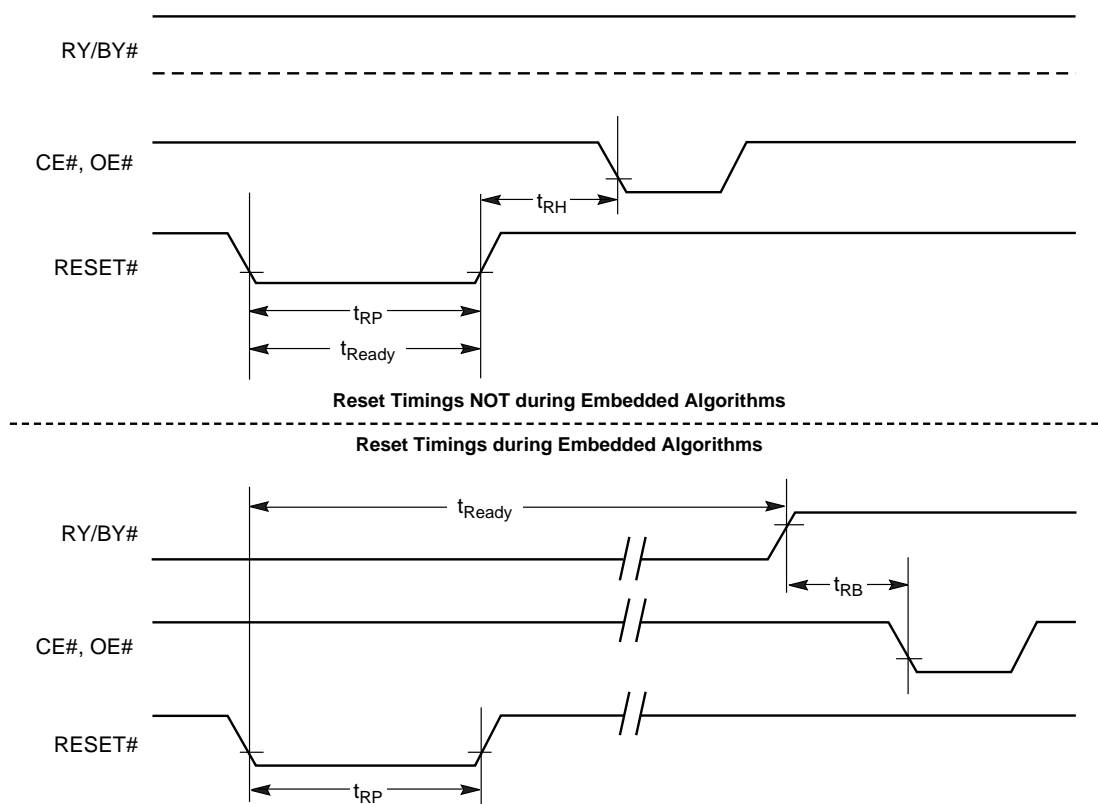 RY/BY#
CE#, OE#
tRH
RESET#
tRP
tReady
Reset Timings NOT during Embedded Algorithms
Reset Timings during Embedded Algorithms
tReady
RY/BY#
tRB
CE#, OE#
RESET#
tRP